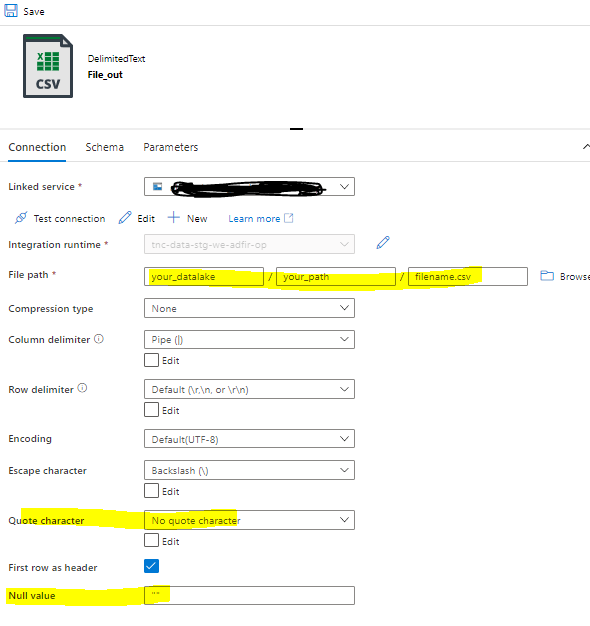 Save
DelimitedText
File_out
CSV
Connection Schema Parameters
Linked service *
Test connection Edit New Learn more
Integration runtime * tnc-data-stg-we-adfir-op
File path * your_datalake / your_path / filename.csv Browse
Compression type None
Column delimiter Pipe (|)
Edit
Row delimiter Default (\r,\n, or \r\n)
Edit
Encoding Default(UTF-8)
Escape character Backslash (\)
Edit
Quote character No quote character
Edit
First row as header
Null value ""